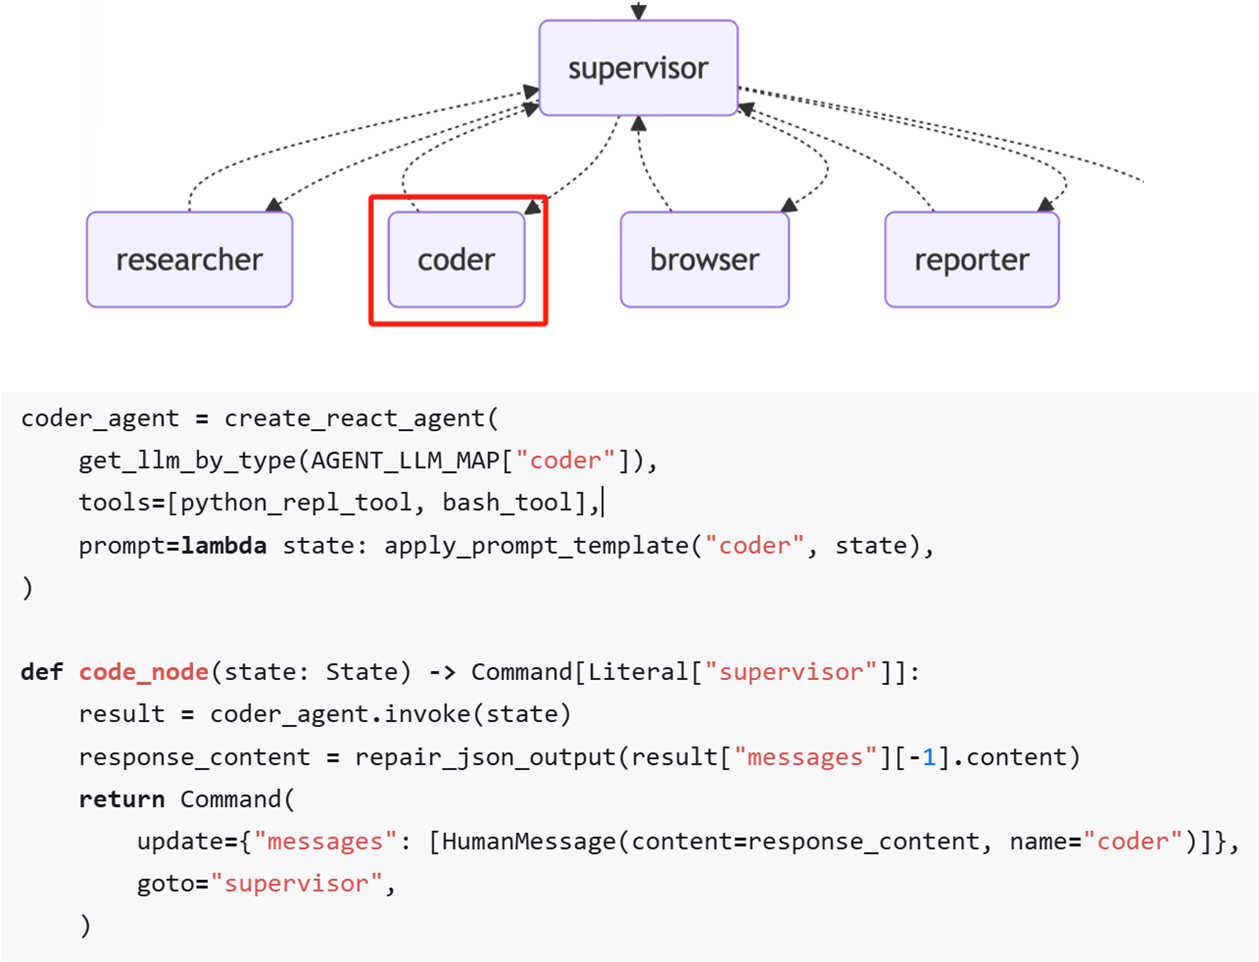 supervisor
researcher
coder
browser
reporter
coder_agent = create_react_agent(
    get_llm_by_type(AGENT_LLM_MAP["coder"]),
    tools=[python_repl_tool, bash_tool],
    prompt=lambda state: apply_prompt_template("coder", state),
)
def code_node(state: State) -> Command[Literal["supervisor"]]:
    result = coder_agent.invoke(state)
    response_content = repair_json_output(result["messages"][-1].content)
    return Command(
        update={"messages": [HumanMessage(content=response_content, name="coder")]},
        goto="supervisor",
    )